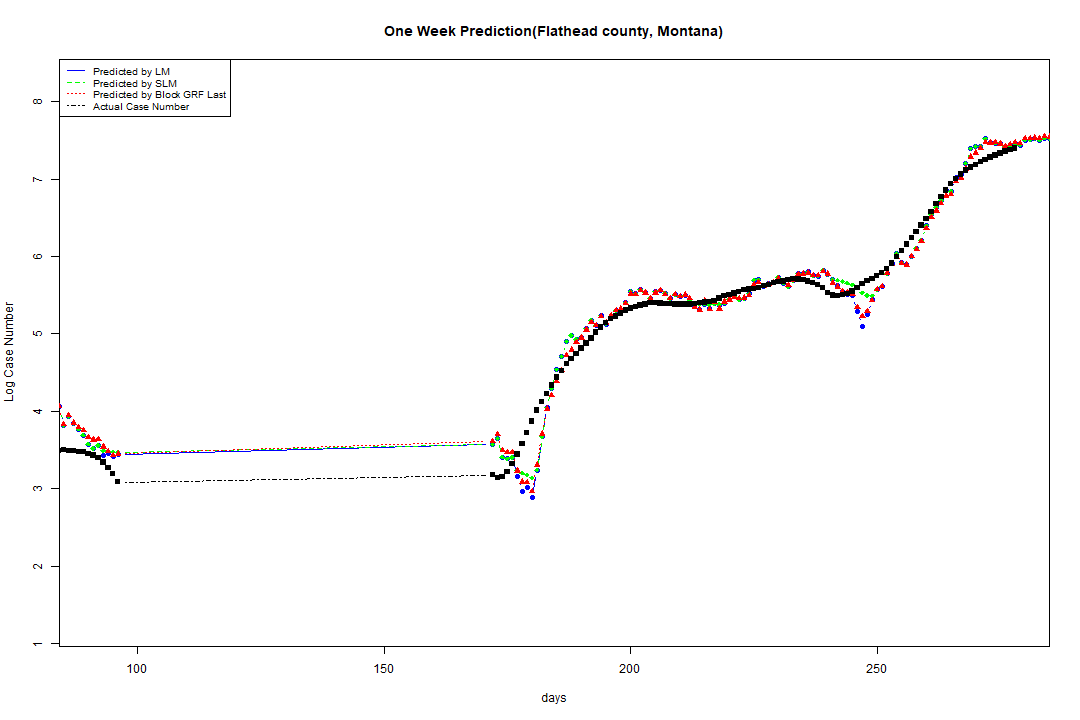 One Week Prediction(Flathead county, Montana)
Predicted by LM
Predicted by SLM
Predicted by Block GRF Last
Actual Case Number
Log Case Number
8
7
6
5
4
3
2
1
100 150 200 250
days